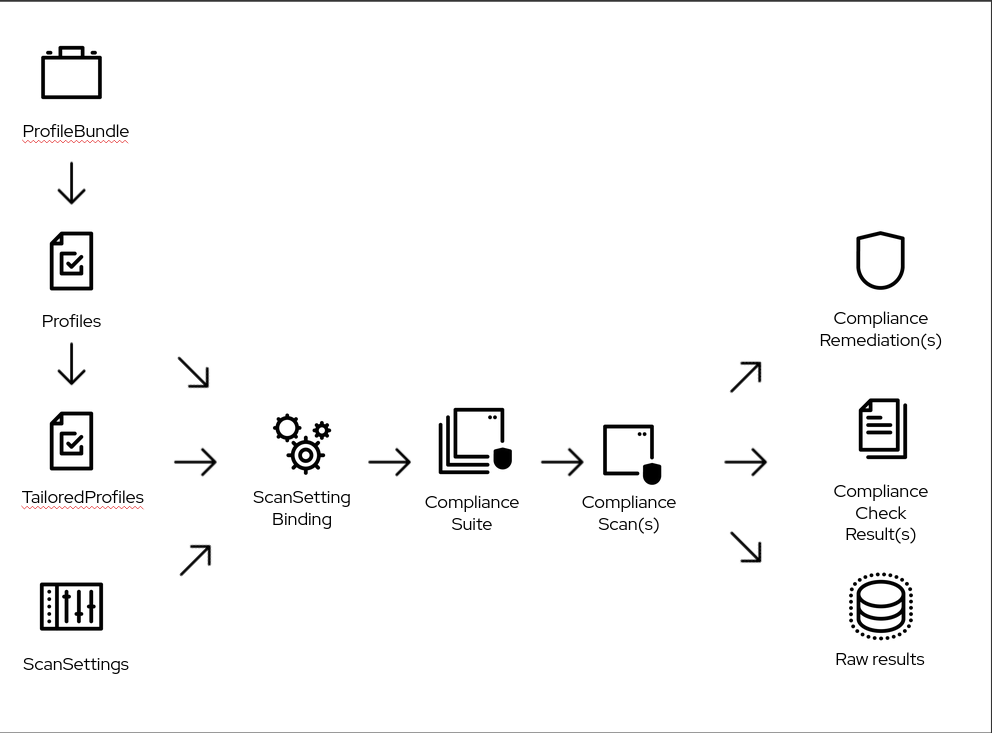 ProfileBundle
Profiles
TailoredProfiles
ScanSettings
ScanSetting
Binding
Compliance
Suite
Compliance
Scan(s)
Compliance
Remediation(s)
Compliance
Check
Result(s)
Raw results